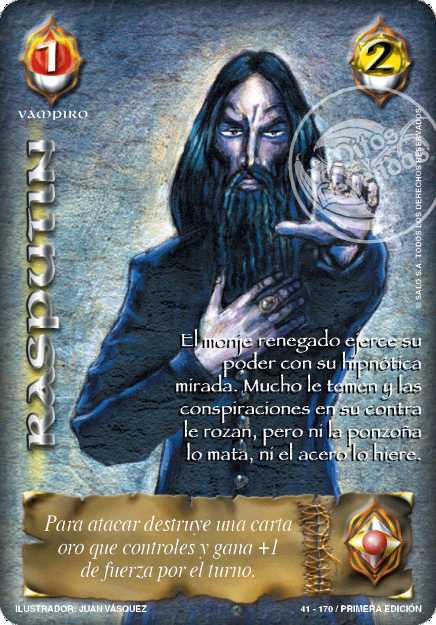 1
2
VAMPIRO
RASPUTIN
Mitos
© SALO S.A. TODOS LOS DERECHOS RESERVADOS
El monje renegado ejerce su
poder con su hipnótica
mirada. Mucho le temen y las
conspiraciones en su contra
le rozan, pero ni la ponzoña
lo mata, ni el acero lo hiere.
Para atacar destruye una carta
oro que controles y gana +1
de fuerza por el turno.
ILUSTRADOR: JUAN VÁSQUEZ
41 - 170 / PRIMERA EDICIÓN